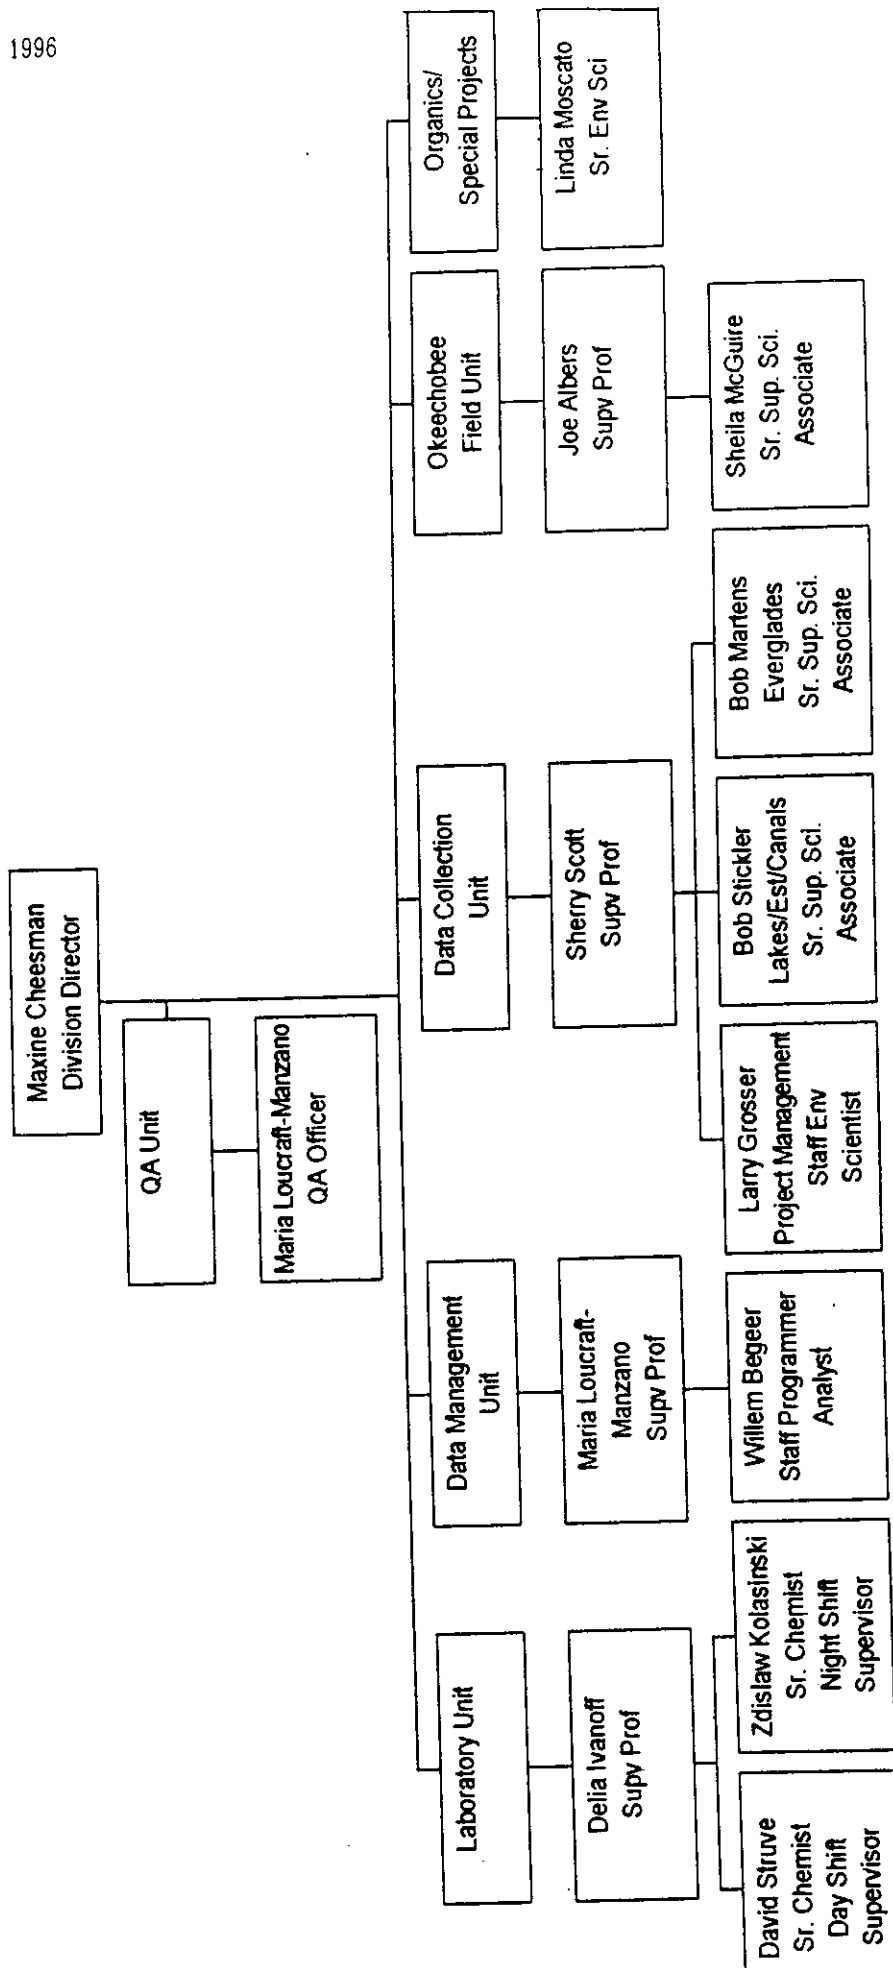 1996
Maxine Cheesman
Division Director
QA Unit
Maria Loucraft-Manzano
QA Officer
Laboratory Unit
Data Management
Unit
Data Collection
Unit
Okeechobee
Field Unit
Organics/
Special Projects
Delia Ivanoff
Supv Prof
Maria Loucraft-
Manzano
Supv Prof
Sherry Scott
Supv Prof
Joe Albers
Supv Prof
Linda Moscato
Sr. Env Sci
David Struve
Sr. Chemist
Day Shift
Supervisor
Zdislaw Kolasinski
Sr. Chemist
Night Shift
Supervisor
Willem Begeer
Staff Programmer
Analyst
Larry Grosser
Project Management
Staff Env
Scientist
Bob Stickler
Lakes/Est/Canals
Sr. Sup. Sci.
Associate
Bob Martens
Everglades
Sr. Sup. Sci.
Associate
Sheila McGuire
Sr. Sup. Sci.
Associate